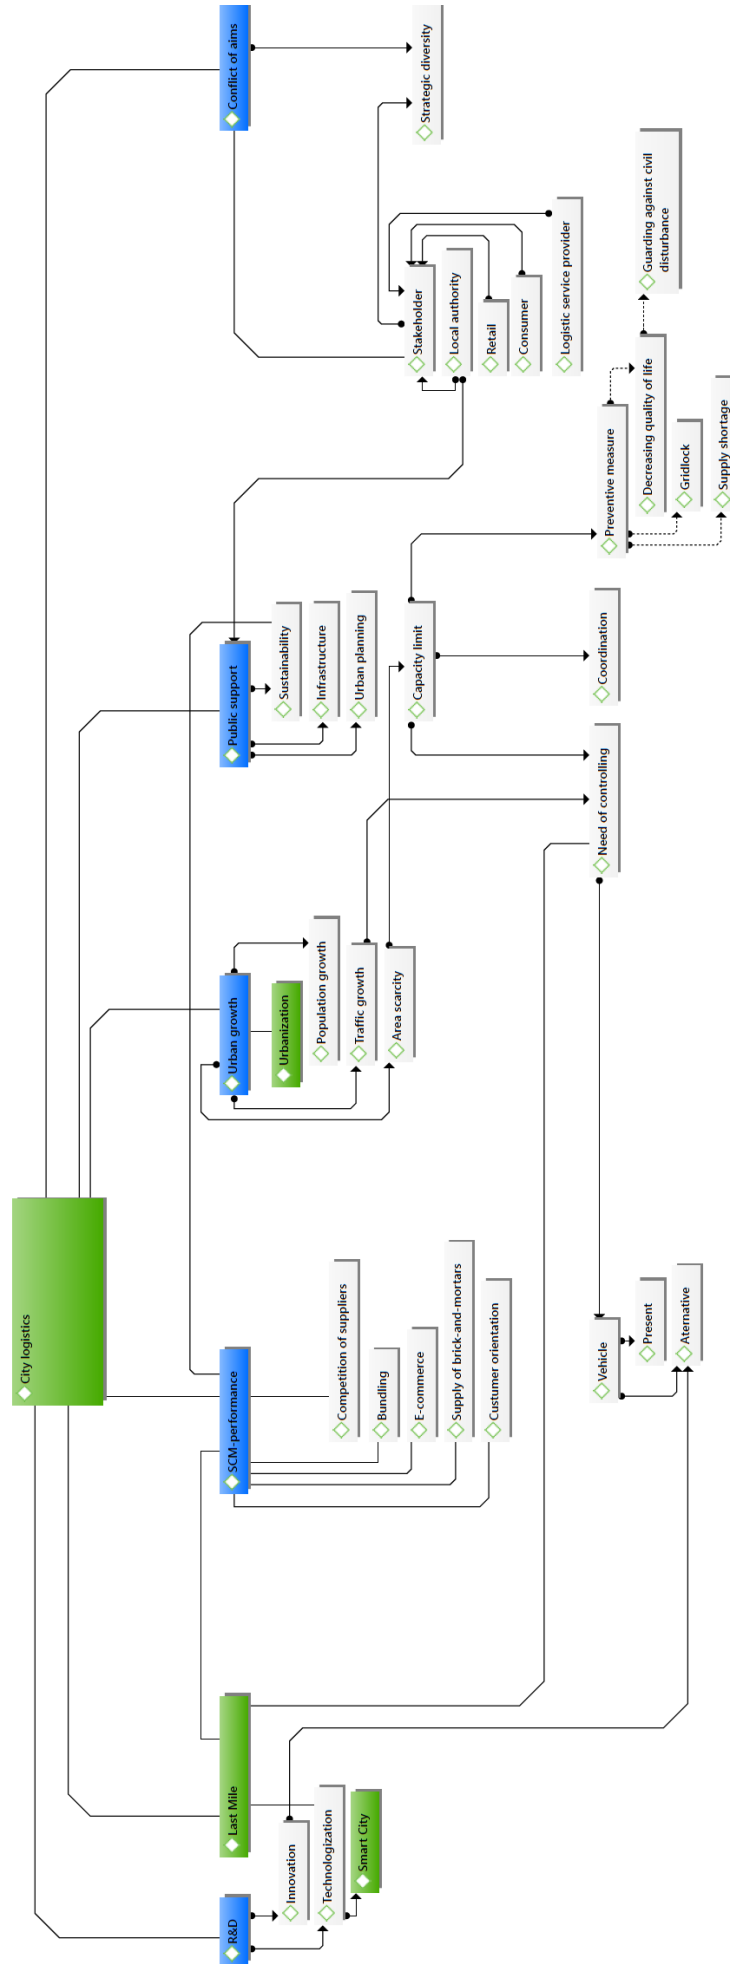 City logistics
R&D
Innovation
Technologization
Smart City
Last Mile
SCM-performance
Competition of suppliers
Bundling
E-commerce
Supply of brick-and-mortars
Custumer orientation
Urban growth
Urbanization
Population growth
Traffic growth
Area scarcity
Public support
Sustainability
Infrastructure
Urban planning
Conflict of aims
Strategic diversity
Stakeholder
Local authority
Retail
Consumer
Logistic service provider
Capacity limit
Need of controlling
Coordination
Preventive measure
Decreasing quality of life
Gridlock
Supply shortage
Guarding against civil
disturbance
Vehicle
Present
Aternative